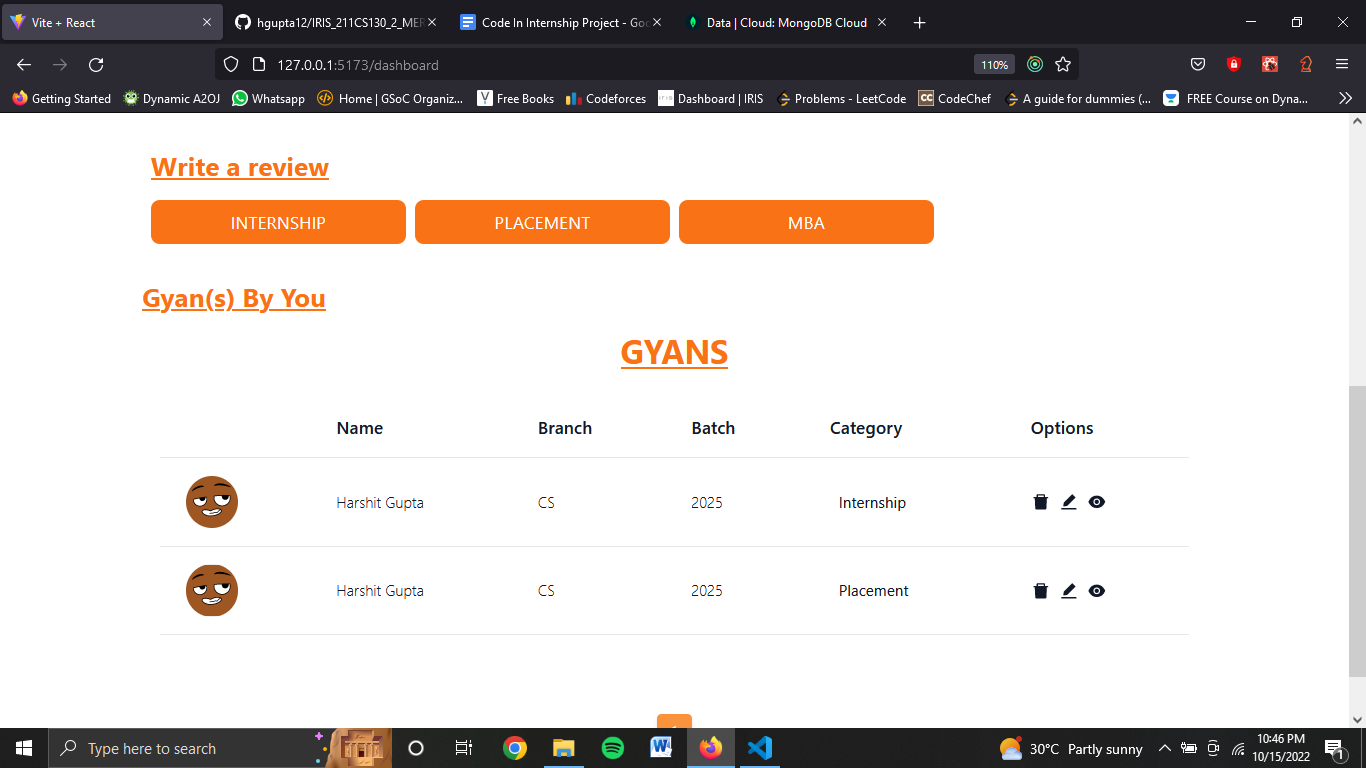 Vite + React
hgupta12/IRIS_211CS130_2_MER
Code In Internship Project - Goo
Data | Cloud: MongoDB Cloud
127.0.0.1:5173/dashboard
110%
Getting Started
Dynamic A2OJ
Whatsapp
Home | GSoC Organiz...
Free Books
Codeforces
Dashboard | IRIS
Problems - LeetCode
CodeChef
A guide for dummies (...
FREE Course on Dyna...
Write a review
INTERNSHIP PLACEMENT MBA
Gyan(s) By You
GYANS
Name Branch Batch Category Options
Harshit Gupta CS 2025 Internship
Harshit Gupta CS 2025 Placement
Type here to search
30°C Partly sunny
10:46 PM
10/15/2022
1